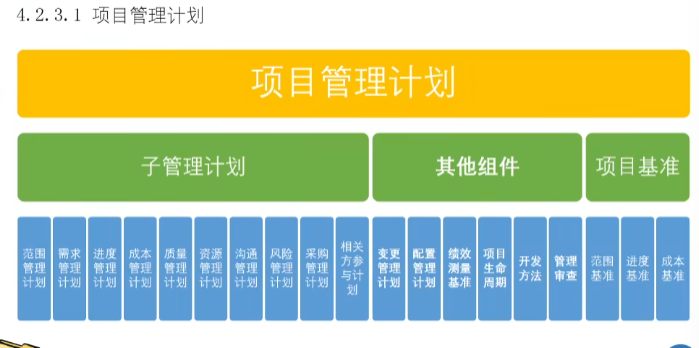 4.2.3.1 项目管理计划
项目管理计划
子管理计划
其他组件
项目基准
范围
管理
计划
需求
管理
计划
进度
管理
计划
成本
管理
计划
质量
管理
计划
资源
管理
计划
沟通
管理
计划
风险
管理
计划
采购
管理
计划
相关
方参
与计
划
变更
管理
计划
配置
管理
计划
绩效
测量
基准
项目
生命
周期
开发
方法
管理
审查
范围
基准
进度
基准
成本
基准